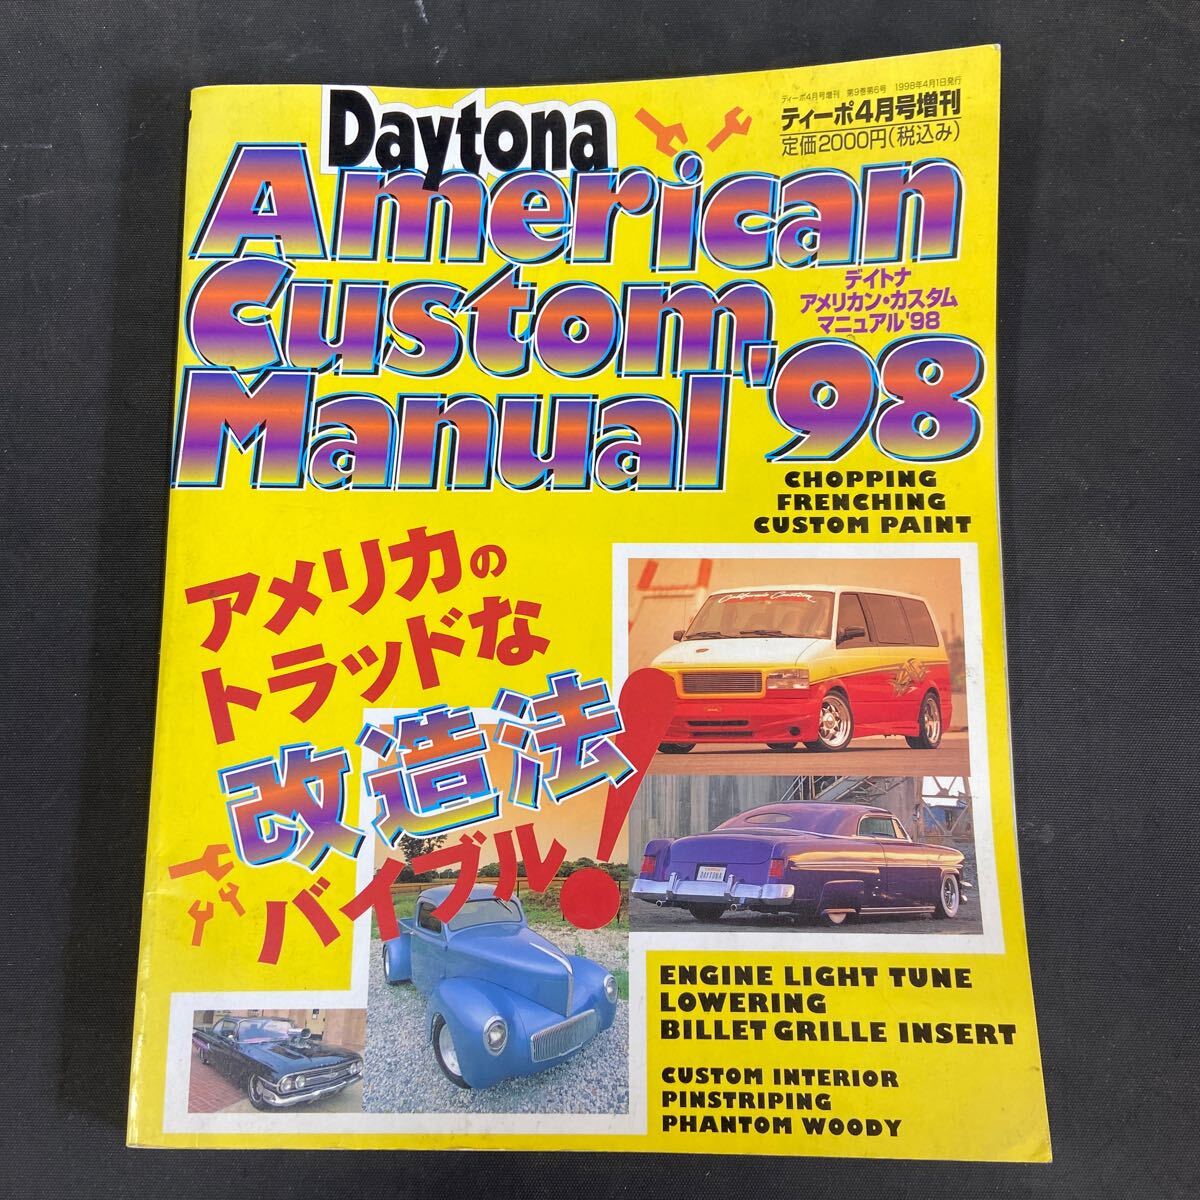 ティーポ4月号増刊 第9巻第6号 1998年4月1日発行
ティーポ4月号増刊
定価2000円(税込み)
Daytona
American
Custom
Manual '98
デイトナ
アメリカン・カスタム
マニュアル'98
CHOPPING
FRENCHING
CUSTOM PAINT
アメリカの
トラッドな
改造法
バイブル!
California Custom
DAYTONA
ENGINE LIGHT TUNE
LOWERING
BILLET GRILLE INSERT
CUSTOM INTERIOR
PINSTRIPING
PHANTOM WOODY